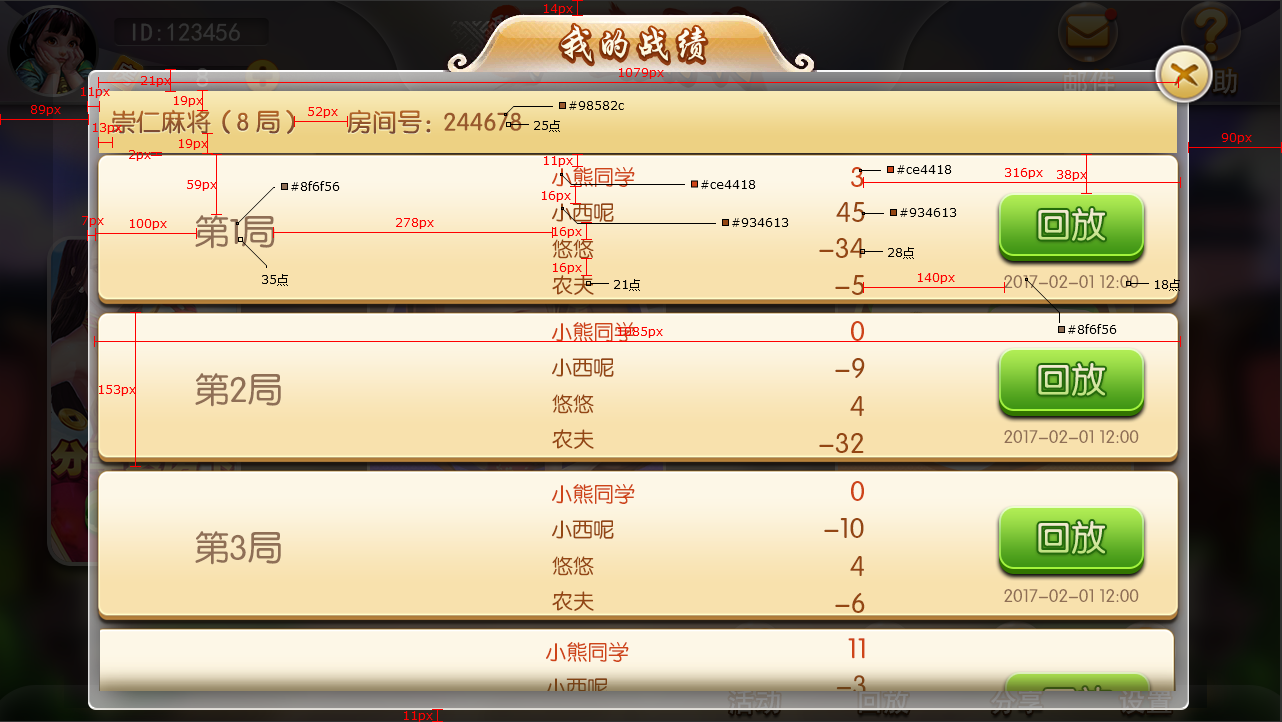 14px
ID:123456
我的战绩
1079px
邮件
助
21px
11px
89px
19px
52px
#98582c
13px
崇仁麻将（8 局）
房间号：244678
25点
19px
90px
2px
11px
59px
#8f6f56
小熊同学
3
#ce4418
#ce4418
316px
38px
16px
7px
100px
第1局
278px
小西呢
45
#934613
#934613
回放
16px
悠悠
-34
28点
16px
35点
农夫
21点
-5
140px
2017-02-01 12:00
18点
#8f6f56
小熊同学
1085px
0
153px
第2局
小西呢
-9
回放
悠悠
4
农夫
-32
2017-02-01 12:00
分
小熊同学
0
第3局
小西呢
-10
回放
悠悠
4
农夫
-6
2017-02-01 12:00
小熊同学
11
小西呢
-3
回放
活动
回放
分享
设置
11px